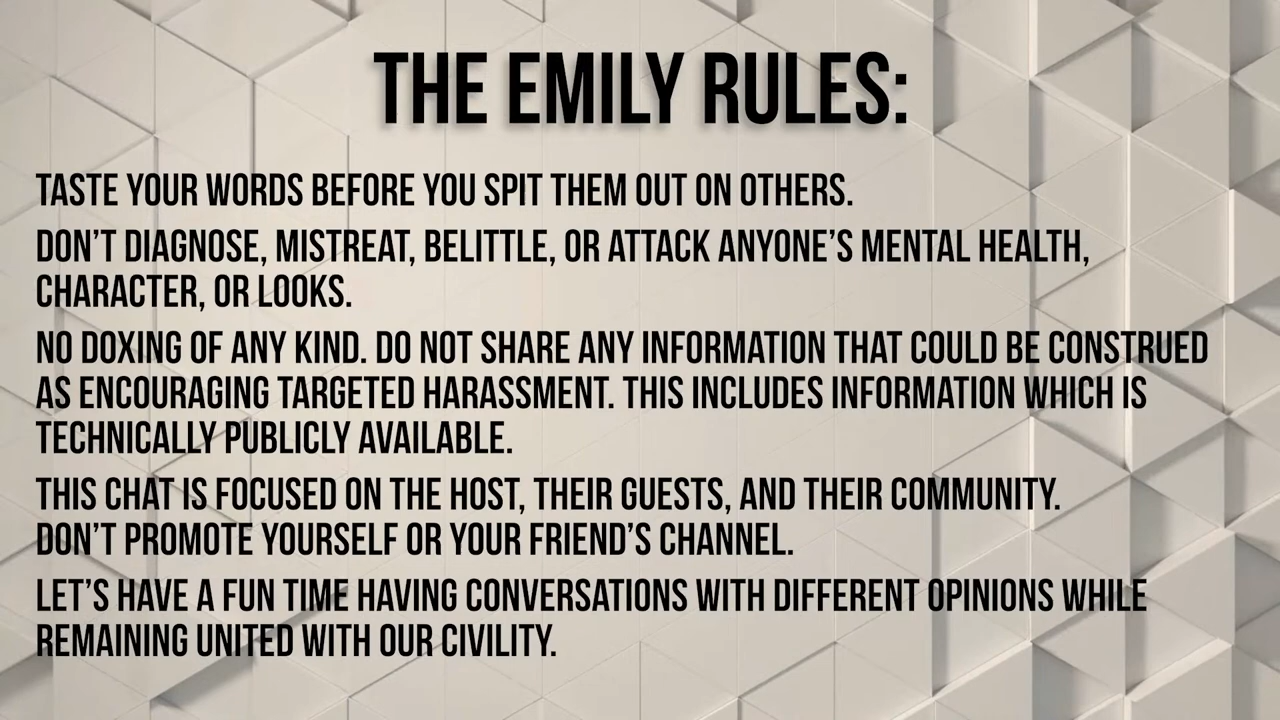 THE EMILY RULES:
TASTE YOUR WORDS BEFORE YOU SPIT THEM OUT ON OTHERS.
DON'T DIAGNOSE, MISTREAT, BELITTLE, OR ATTACK ANYONE'S MENTAL HEALTH,
CHARACTER, OR LOOKS.
NO DOXING OF ANY KIND. DO NOT SHARE ANY INFORMATION THAT COULD BE CONSTRUED
AS ENCOURAGING TARGETED HARASSMENT. THIS INCLUDES INFORMATION WHICH IS
TECHNICALLY PUBLICLY AVAILABLE.
THIS CHAT IS FOCUSED ON THE HOST, THEIR GUESTS, AND THEIR COMMUNITY.
DON'T PROMOTE YOURSELF OR YOUR FRIEND'S CHANNEL.
LET'S HAVE A FUN TIME HAVING CONVERSATIONS WITH DIFFERENT OPINIONS WHILE
REMAINING UNITED WITH OUR CIVILITY.